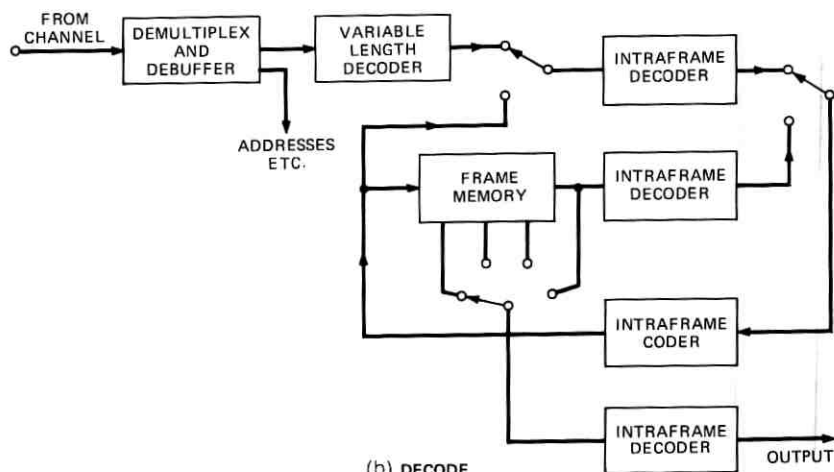 FROM
CHANNEL
DEMULTIPLEX
AND
DEBUFFER
VARIABLE
LENGTH
DECODER
INTRAFRAME
DECODER
ADDRESSES
ETC.
FRAME
MEMORY
INTRAFRAME
DECODER
INTRAFRAME
CODER
INTRAFRAME
DECODER
OUTPUT
(b) DECODE